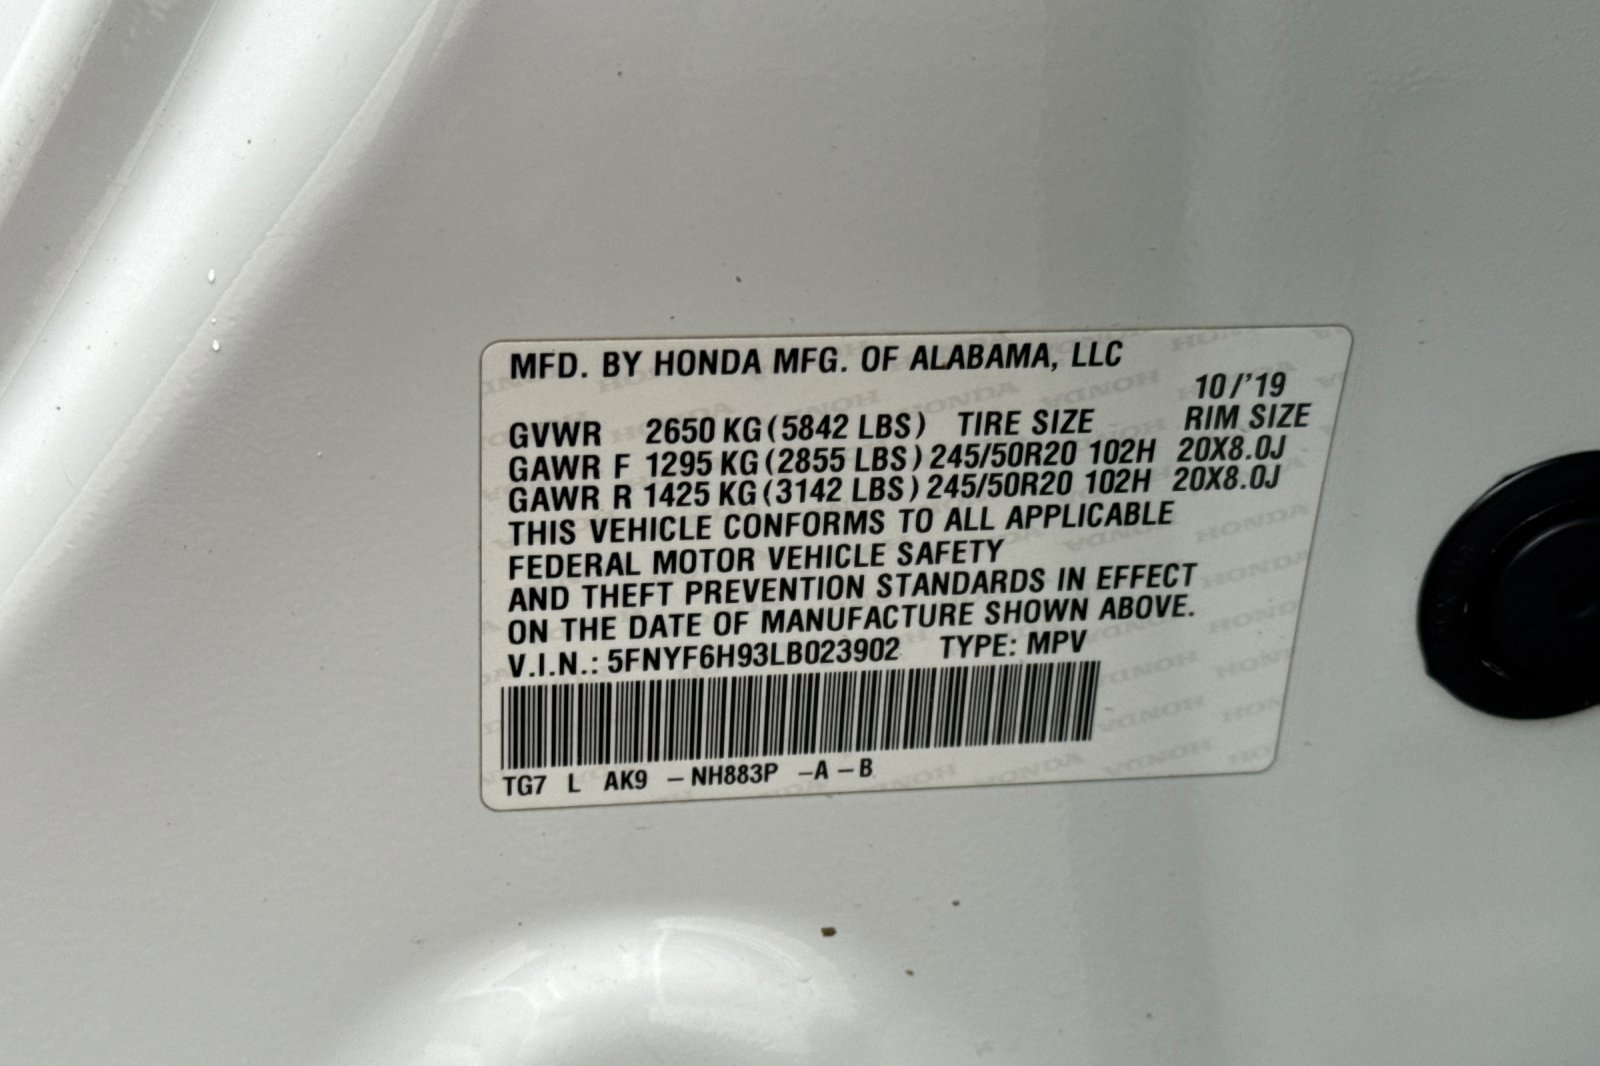 MFD. BY HONDA MFG. OF ALABAMA, LLC
10/'19
GVWR 2650 KG (5842 LBS) TIRE SIZE RIM SIZE
GAWR F 1295 KG (2855 LBS) 245/50R20 102H 20X8.0J
GAWR R 1425 KG (3142 LBS) 245/50R20 102H 20X8.0J
THIS VEHICLE CONFORMS TO ALL APPLICABLE
FEDERAL MOTOR VEHICLE SAFETY
AND THEFT PREVENTION STANDARDS IN EFFECT
ON THE DATE OF MANUFACTURE SHOWN ABOVE.
V.I.N.: 5FNYF6H93LB023902 TYPE: MPV
TG7 L AK9 – NH883P –A – B